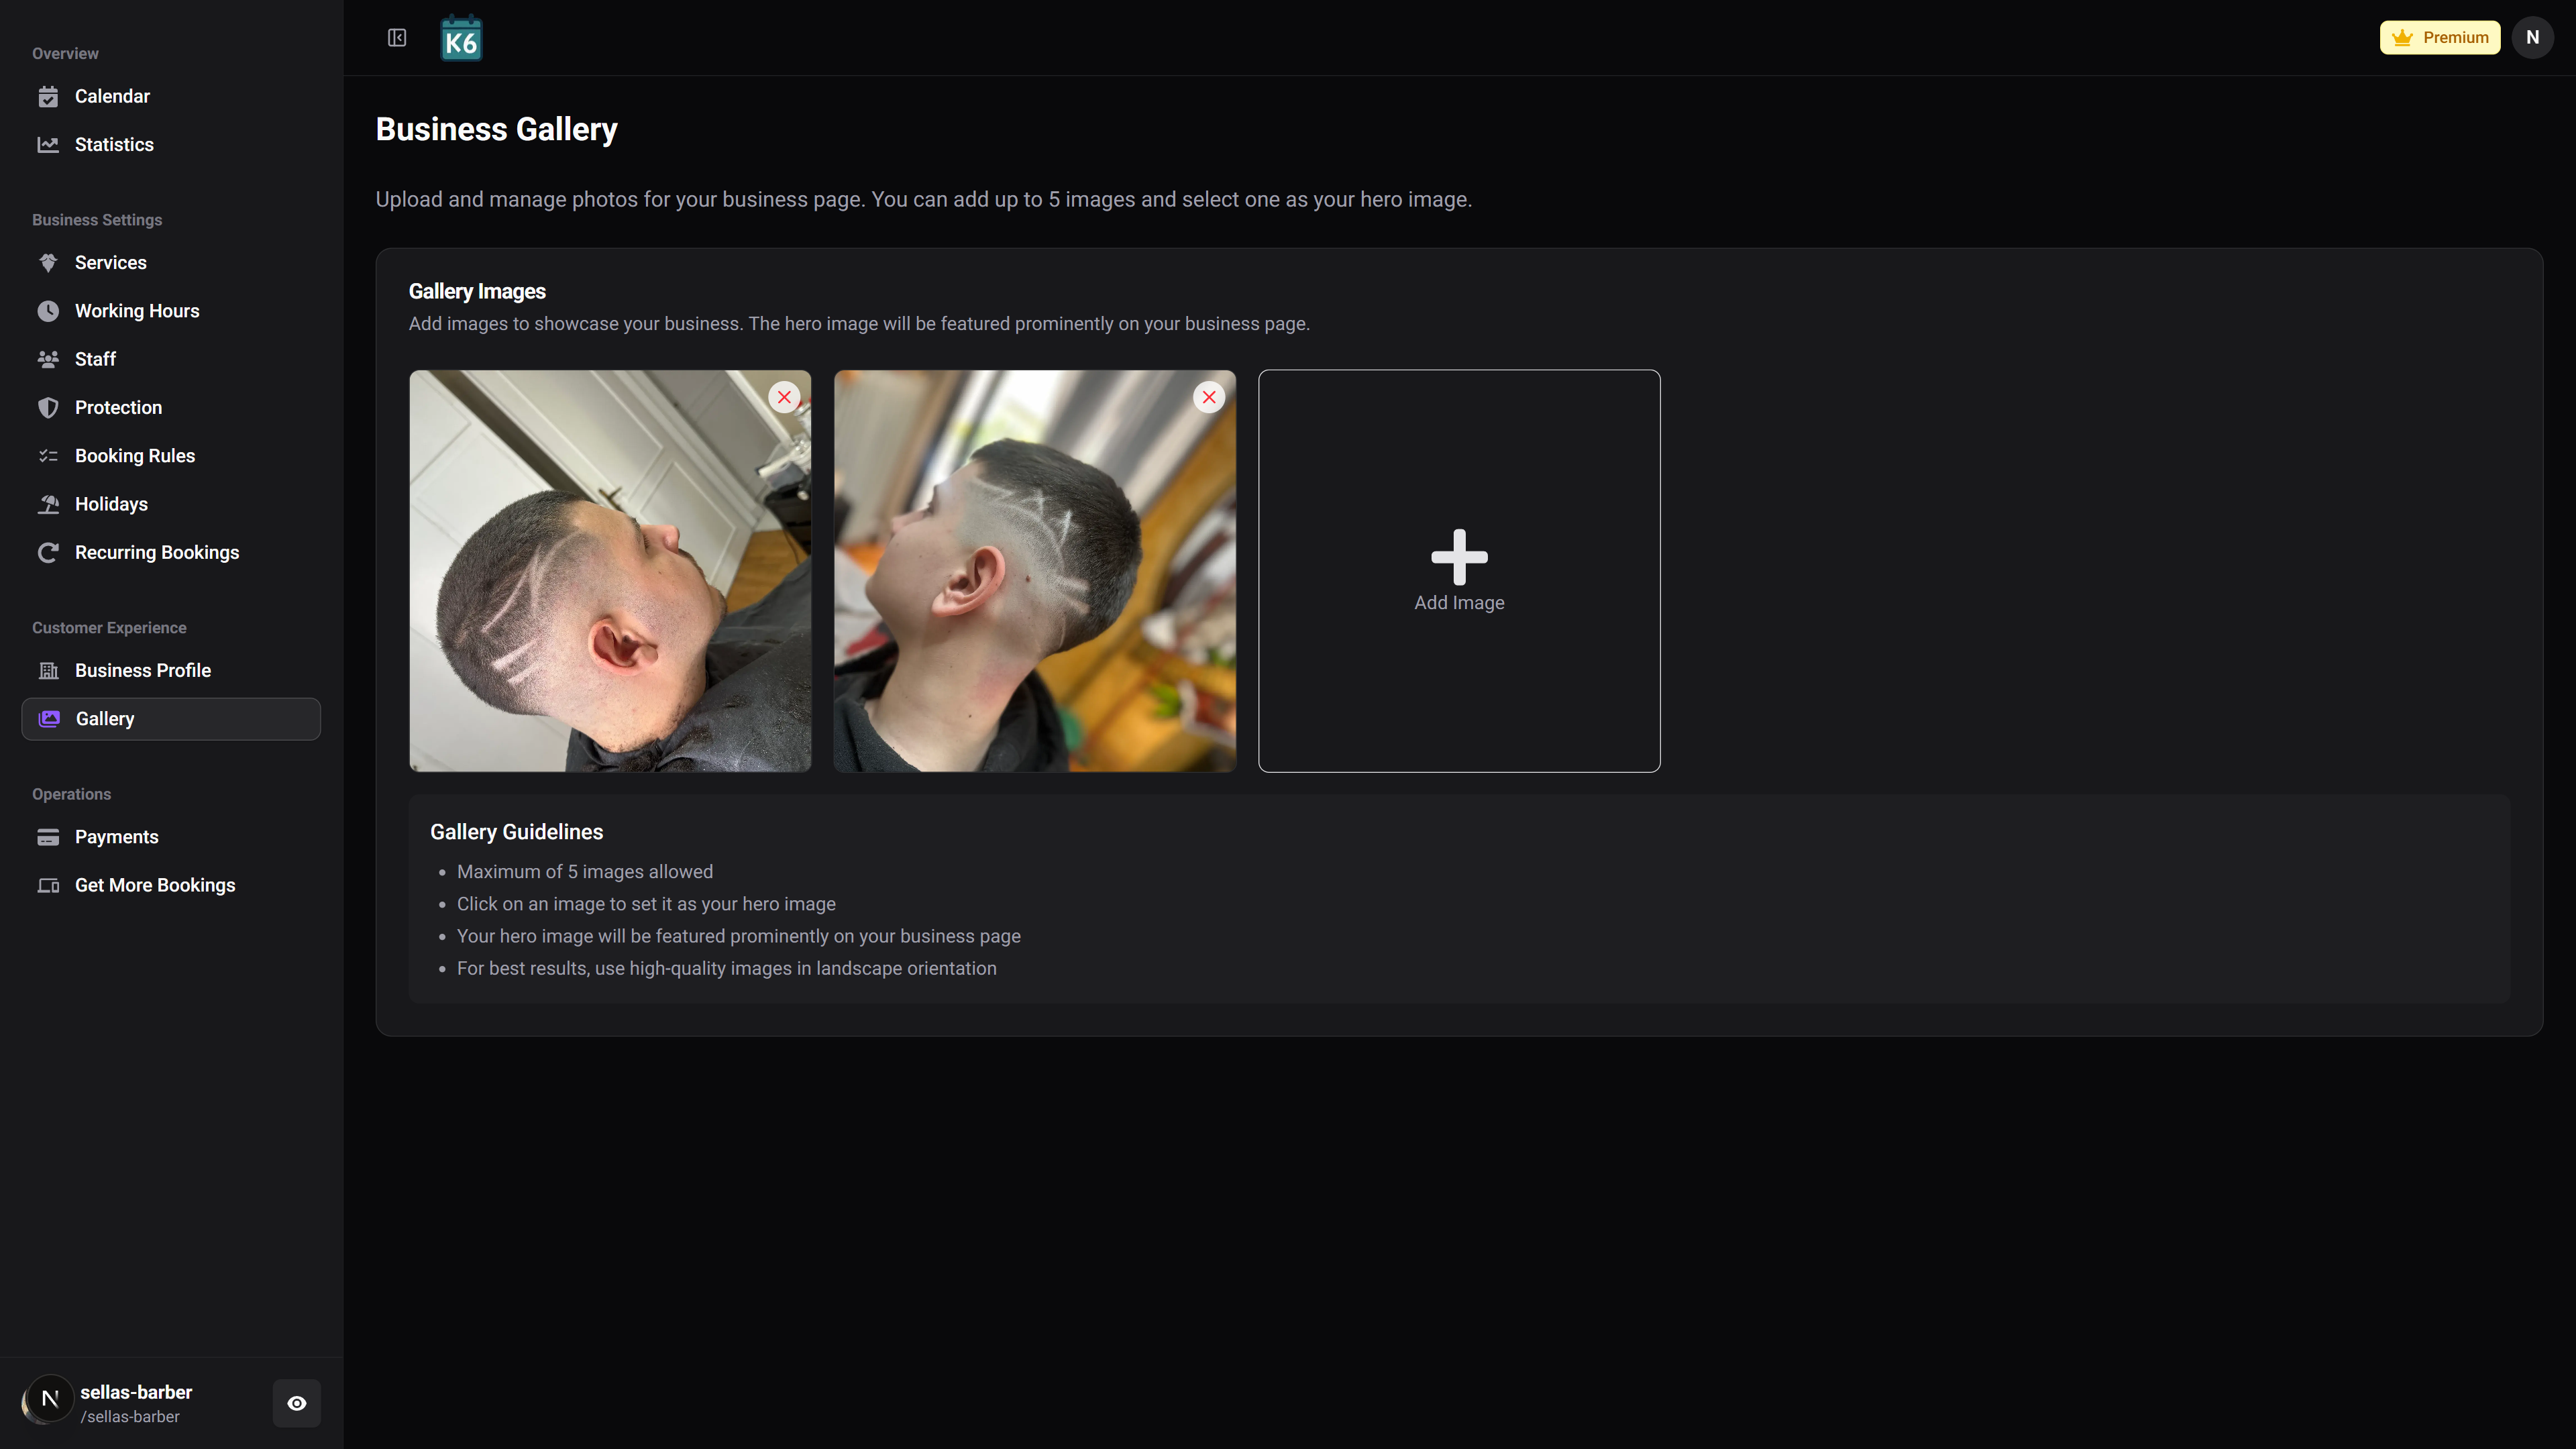 Overview
Calendar
Statistics
Business Settings
Services
Working Hours
Staff
Protection
Booking Rules
Holidays
Recurring Bookings
Customer Experience
Business Profile
Gallery
Operations
Payments
Get More Bookings
N
sellas-barber
/sellas-barber
K6
Premium
N
Business Gallery
Upload and manage photos for your business page. You can add up to 5 images and select one as your hero image.
Gallery Images
Add images to showcase your business. The hero image will be featured prominently on your business page.
Add Image
Gallery Guidelines
Maximum of 5 images allowed
Click on an image to set it as your hero image
Your hero image will be featured prominently on your business page
For best results, use high-quality images in landscape orientation